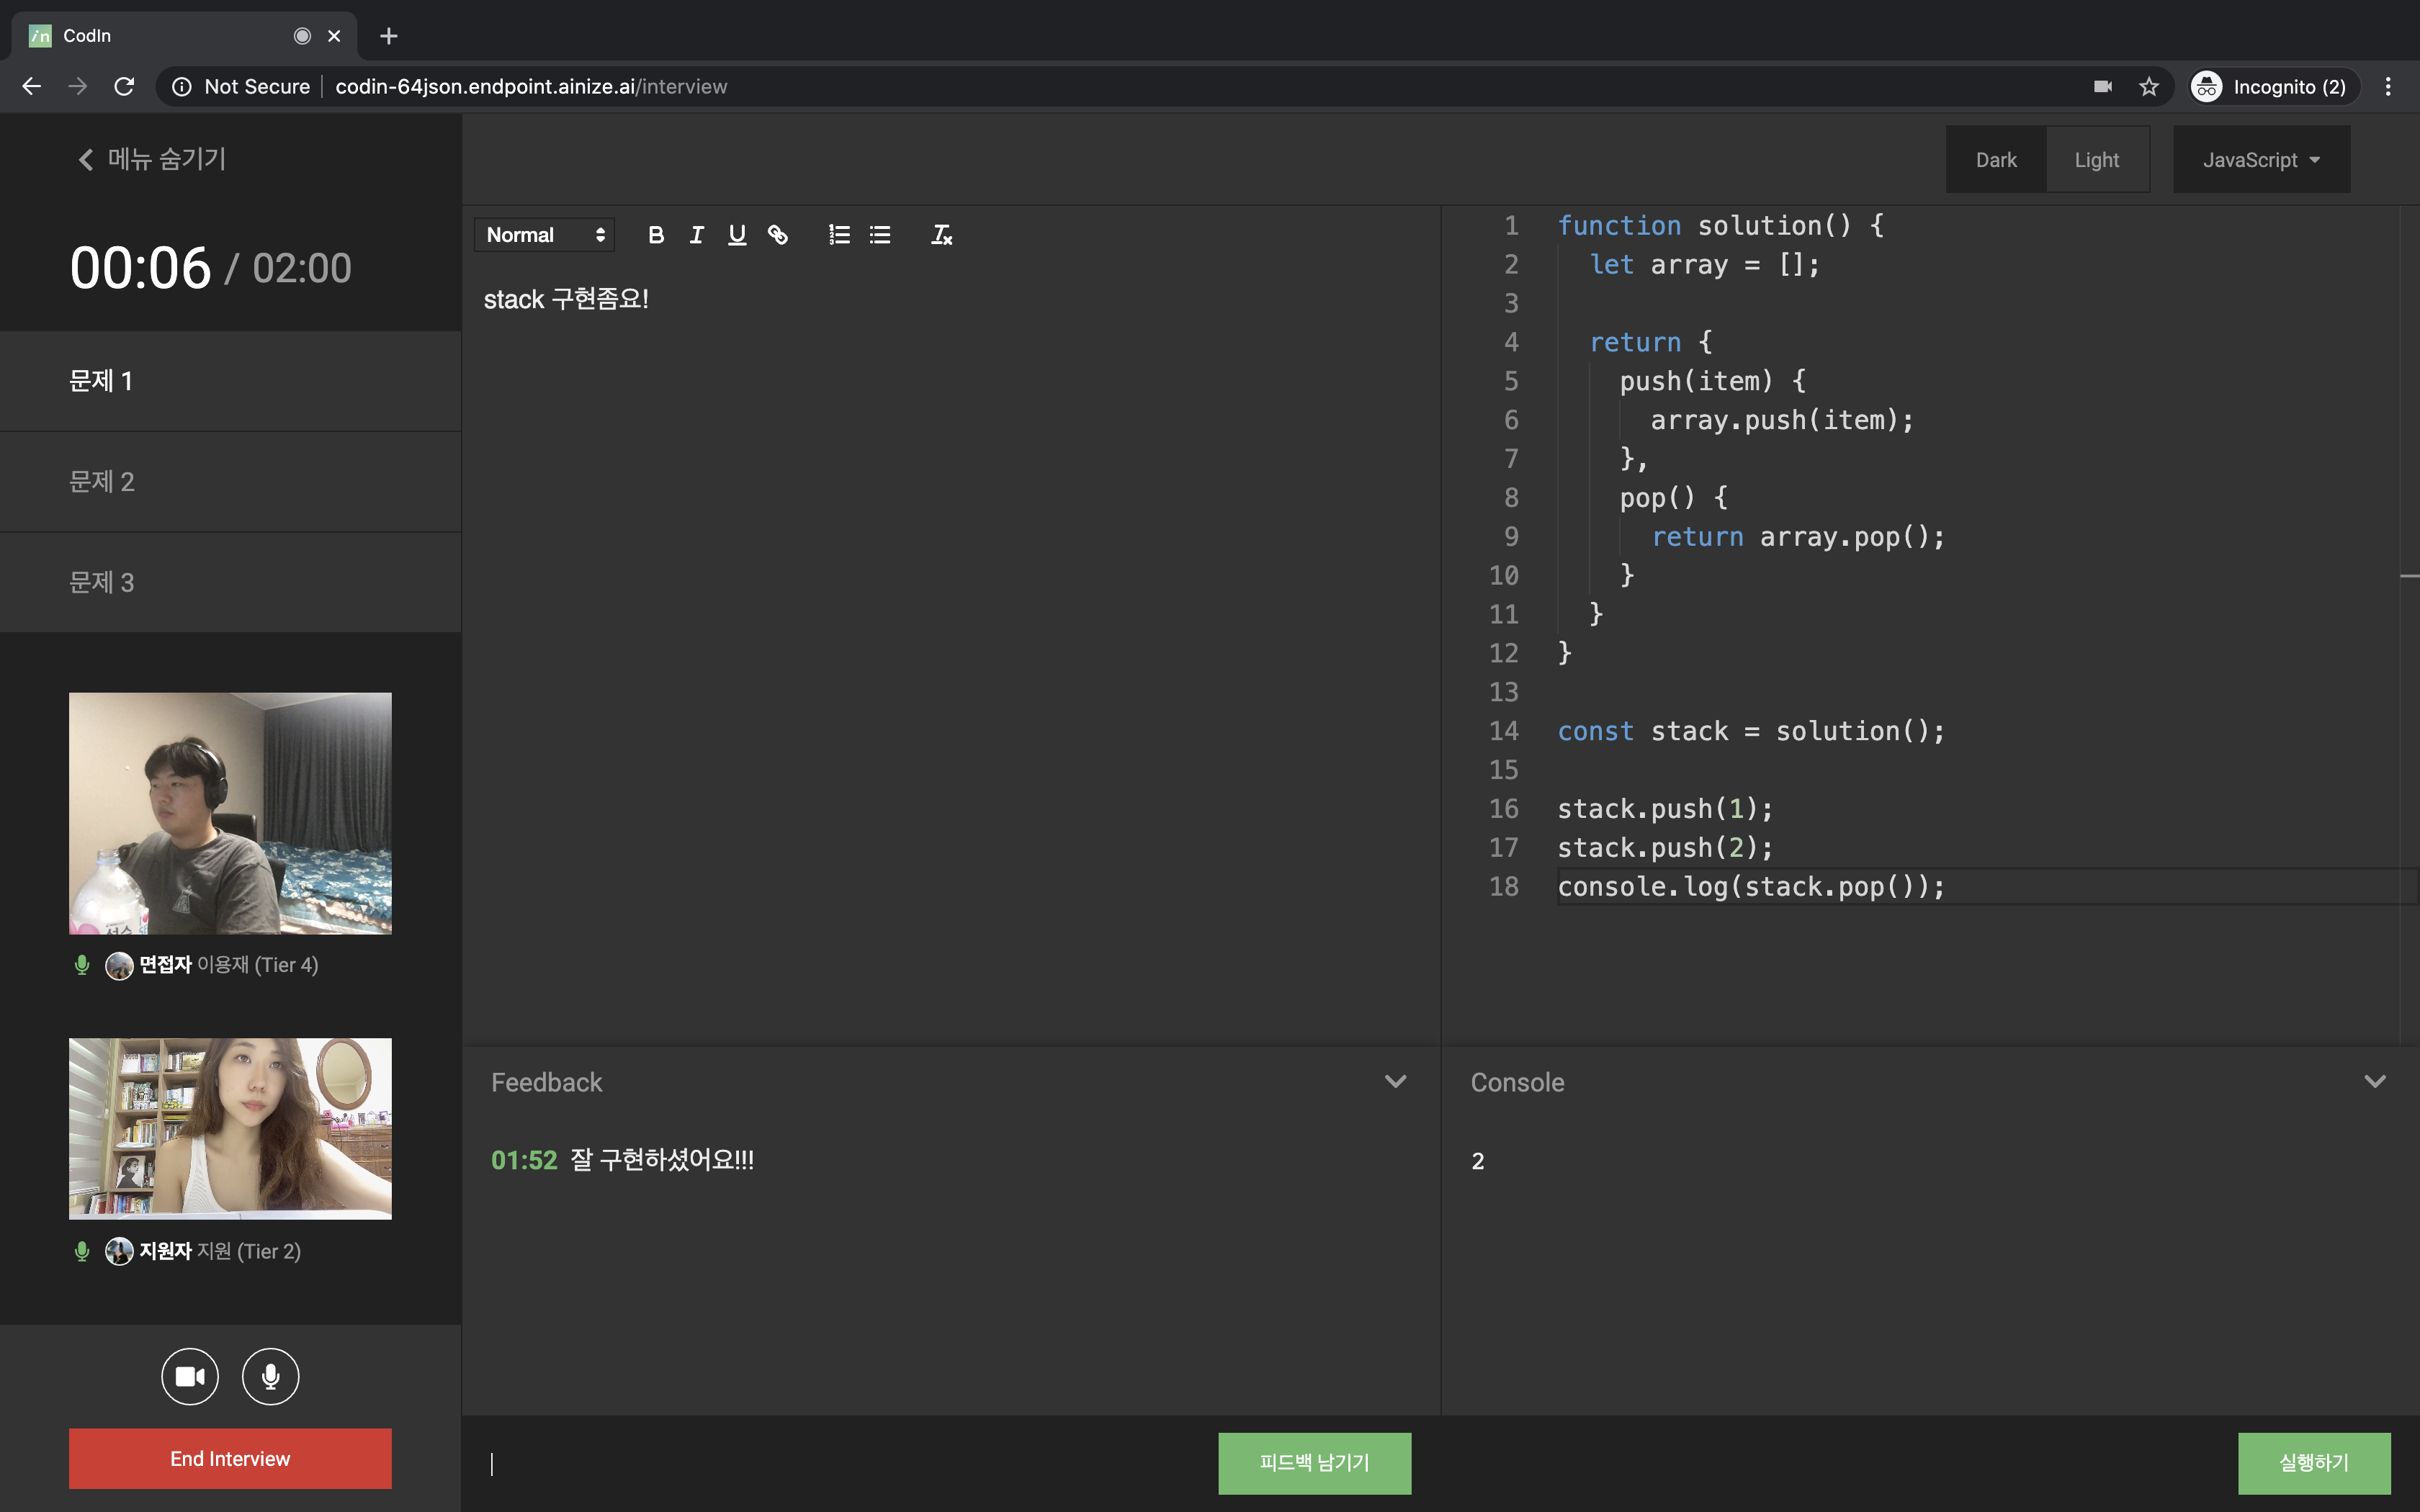 CodIn
Not Secure codin-64json.endpoint.ainize.ai/interview
Incognito (2)
메뉴 숨기기
00:06 / 02:00
문제 1
문제 2
문제 3
면접자 이용재 (Tier 4)
지원자 지원 (Tier 2)
End Interview
Dark Light JavaScript
Normal B I U
stack 구현좀요!
1 function solution() {
2 let array = [];
3
4 return {
5 push(item) {
6 array.push(item);
7 },
8 pop() {
9 return array.pop();
10 }
11 }
12 }
13
14 const stack = solution();
15
16 stack.push(1);
17 stack.push(2);
18 console.log(stack.pop());
Feedback
01:52 잘 구현하셨어요!!!
피드백 남기기
Console
2
실행하기